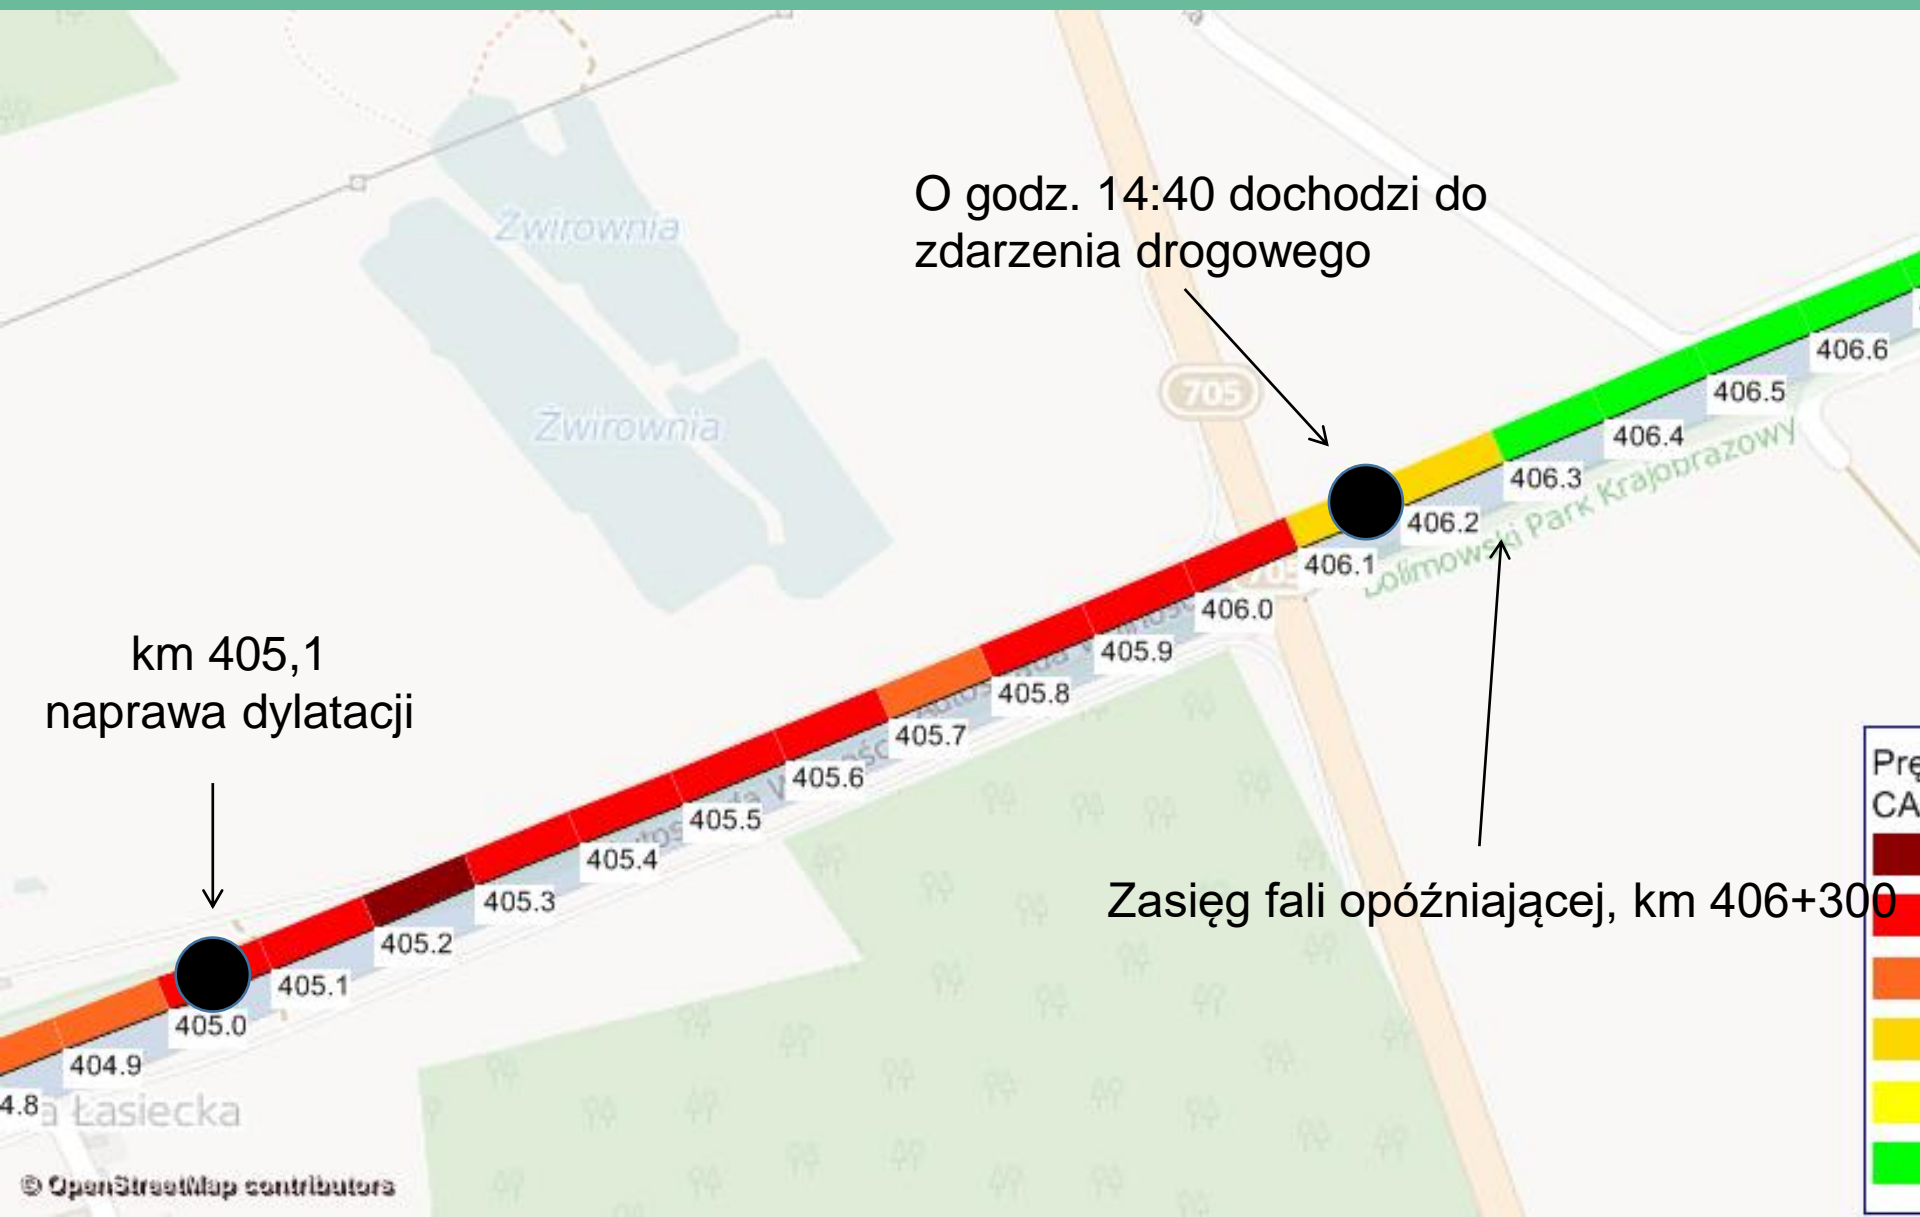 O godz. 14:40 dochodzi do
zdarzenia drogowego
Żwirownia
Żwirownia
705
406.6
406.5
406.4
406.3
406.2
406.1
406.0
405.9
405.8
405.7
405.6
405.5
405.4
405.3
405.2
405.1
405.0
404.9
4.8
Park Krajobrazowy
705
km 405,1
naprawa dylatacji
Zasięg fali opóźniającej, km 406+300
Prę
CA
a Łasiecka
© OpenStreetMap contributors